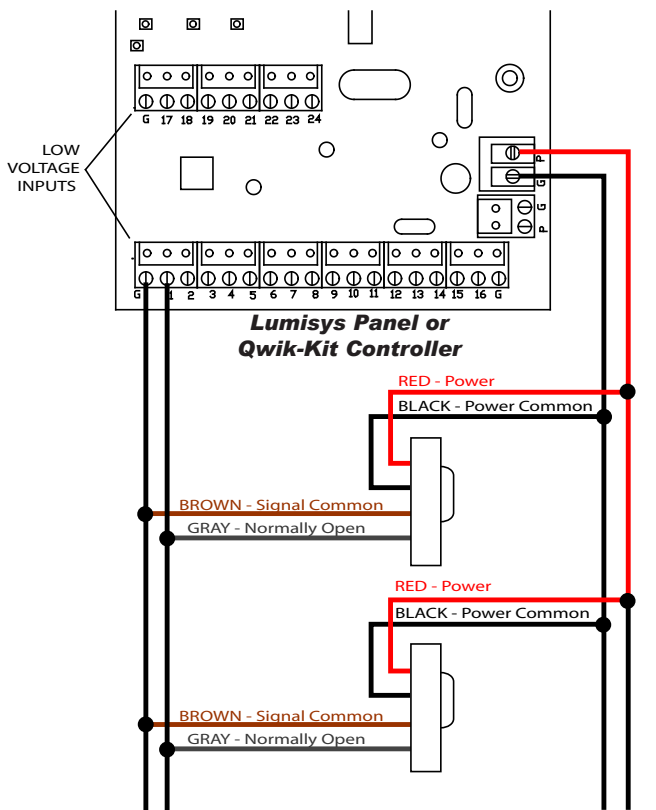 G 17 18 19 20 21 22 23 24
LOW
VOLTAGE
INPUTS
P
G
G
P
G 1 2 3 4 5 6 7 8 9 10 11 12 13 14 15 16 G
Lumisys Panel or
Qwik-Kit Controller
RED - Power
BLACK - Power Common
BROWN - Signal Common
GRAY - Normally Open
RED - Power
BLACK - Power Common
BROWN - Signal Common
GRAY - Normally Open